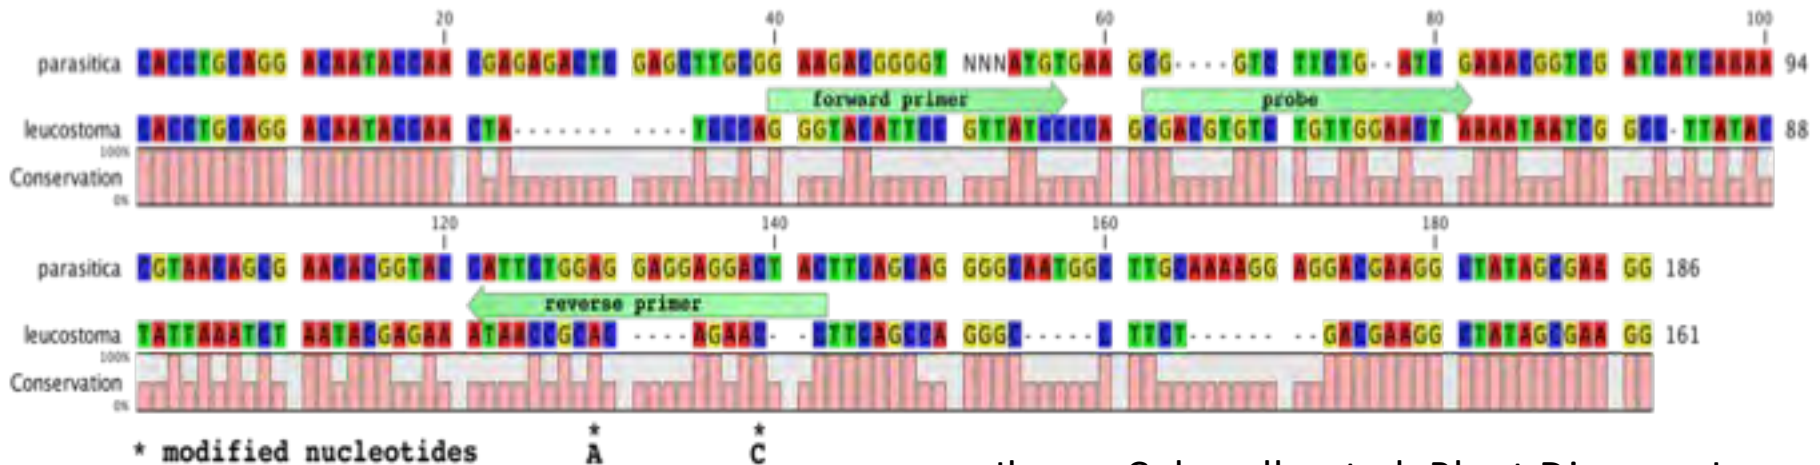 20 40 60 80 100
parasitica CACCTGCAGG ACAATACCAA CGAGAGACTC GAGCTTGCGG AAGACGGGGT NNNATGTGAA GCG----GTC TTCTG--ATC GAAACGGTCG ATCATCAAAA 94
forward primer probe
leucostoma CACCTGCAGG ACAATACCAA CTA------- ----TCCCAG GGTACATTCC GTTATCCCCA GCGACGTGTC TGTTGGAACT AAAATAATCG GCC-TTATAC 88
100%
Conservation
0%
120 140 160 180
parasitica CGTAACAGCG AACACGGTAC CATTCTGGAG GAGGAGGACT ACTTCAGCAG GGGCAATGGC TTGCAAAAGG AGGACGAAGG CTATAGCGAA GG 186
reverse primer
leucostoma TATTAAATCT AATACGAGAA ATAACCGCAC ----AGAAC- -CTTCAGCCA GGGC-----C TTCT------ --GACGAAGG CTATAGCGAA GG 161
100%
Conservation
0%
* *
* modified nucleotides A C